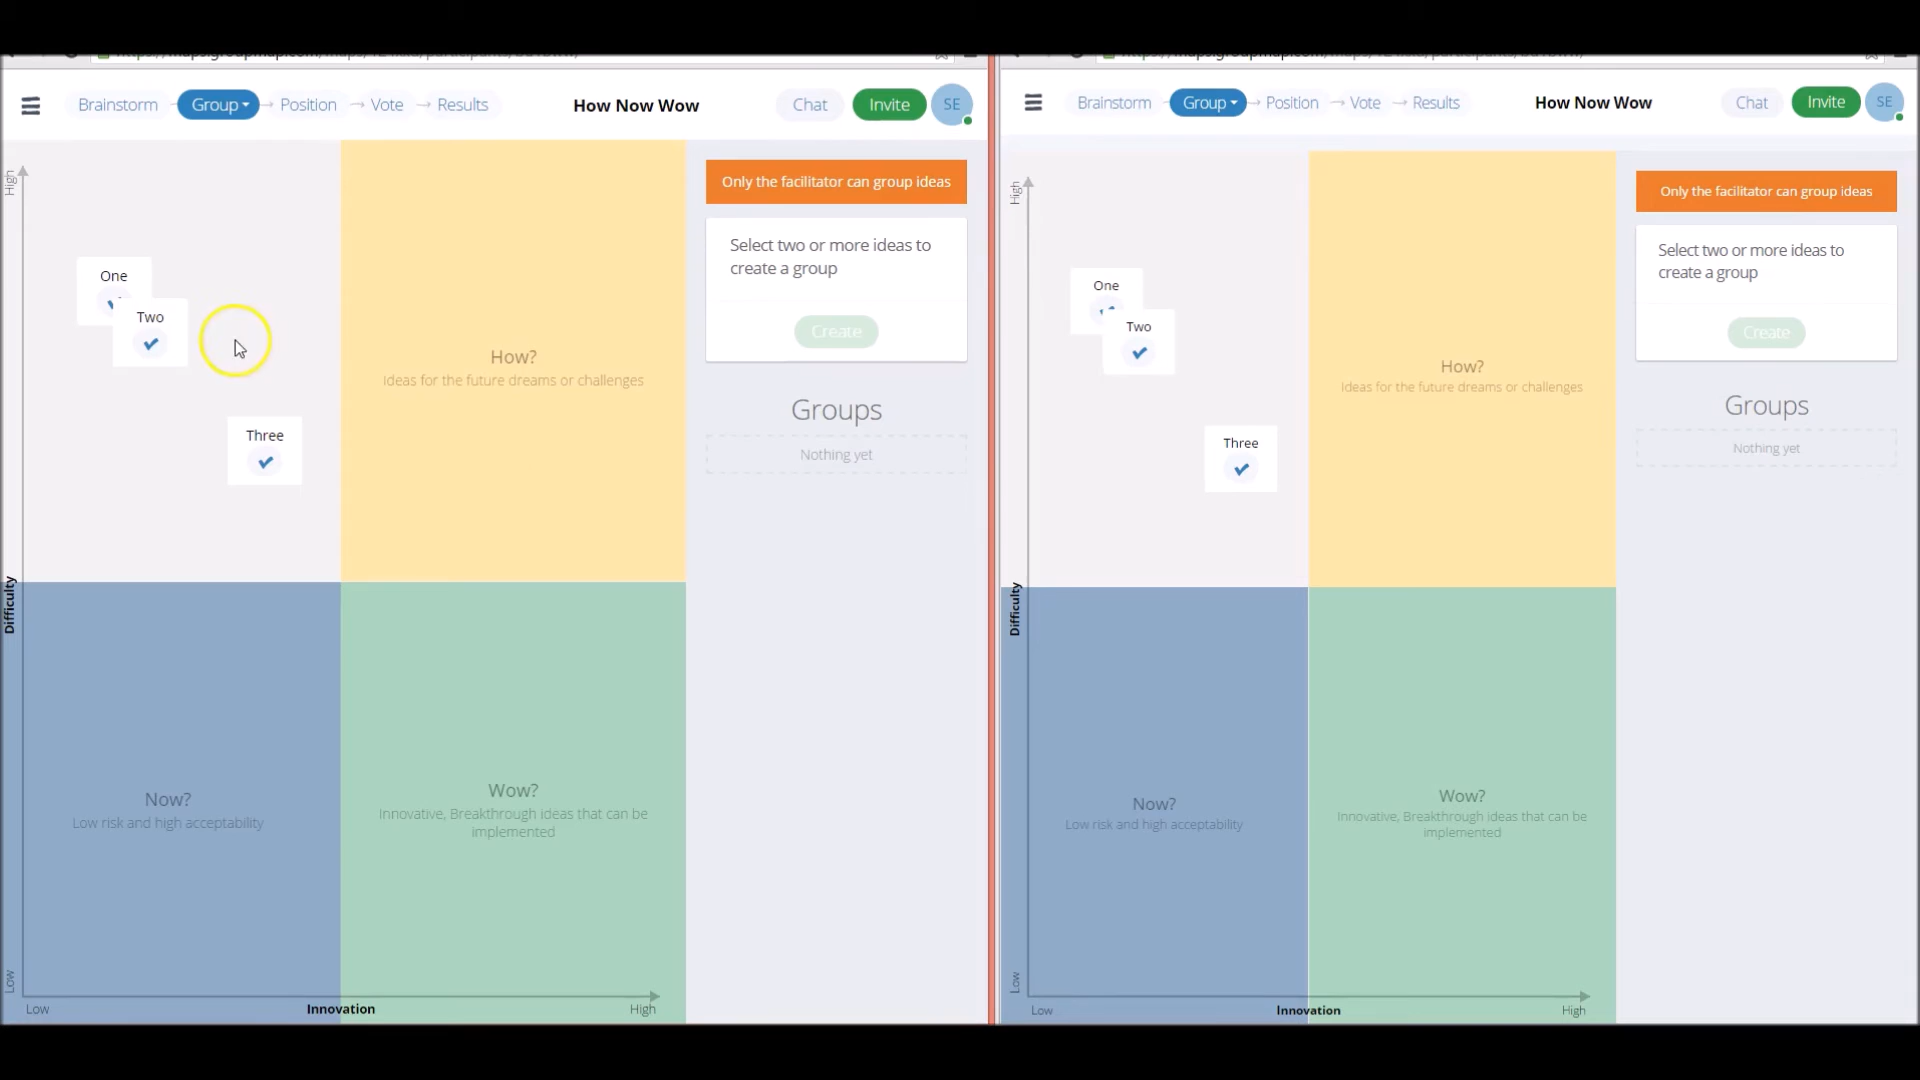 Brainstorm
Group
Position
Vote
Results
How Now Wow
Chat
Invite
SE
High
One
Two
Three
How?
Ideas for the future dreams or challenges
Only the facilitator can group ideas
Select two or more ideas to
create a group
Create
Groups
Nothing yet
Difficulty
Now?
Low risk and high acceptability
Wow?
Innovative, Breakthrough ideas that can be
implemented
Low
Low
Innovation
High
Brainstorm
Group
Position
Vote
Results
How Now Wow
Chat
Invite
SE
High
One
Two
Three
How?
Ideas for the future dreams or challenges
Only the facilitator can group ideas
Select two or more ideas to
create a group
Create
Groups
Nothing yet
Difficulty
Now?
Low risk and high acceptability
Wow?
Innovative, Breakthrough ideas that can be
implemented
Low
Low
Innovation
High